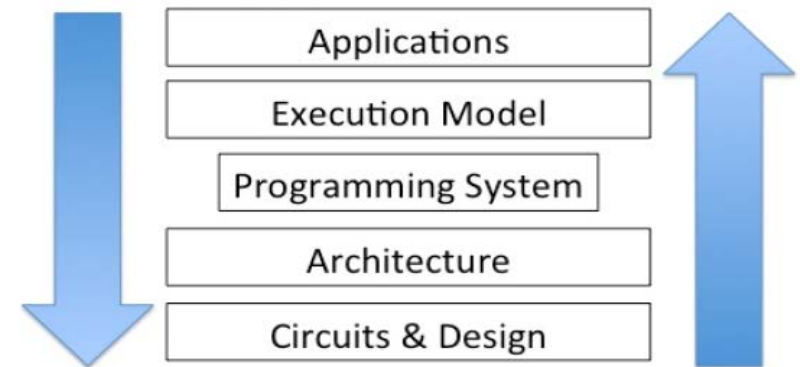 Applications
Execution Model
Programming System
Architecture
Circuits & Design